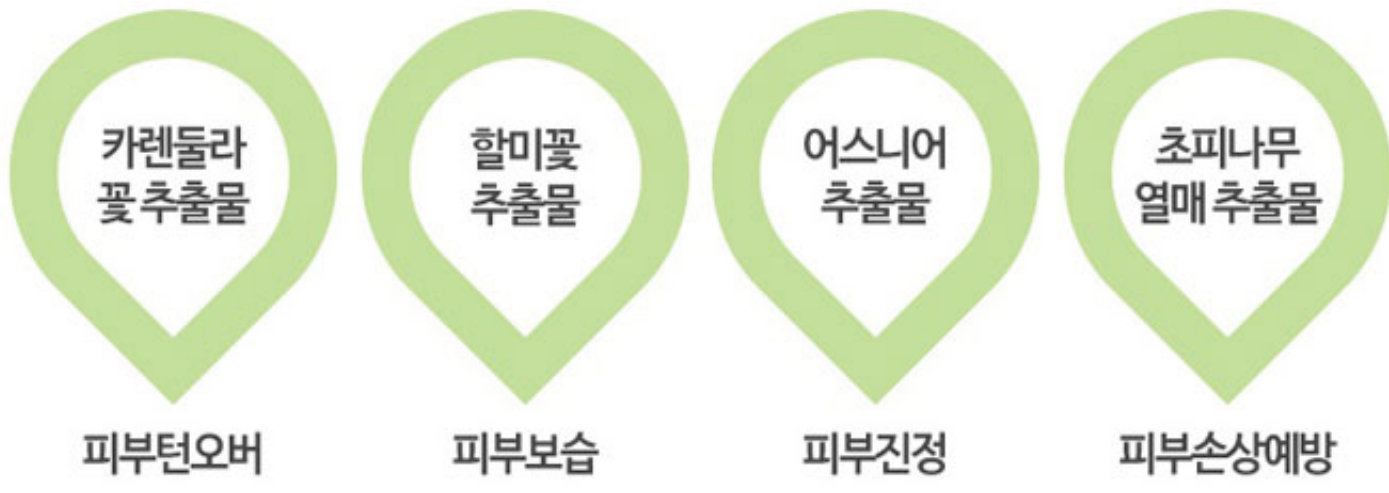 카렌둘라
꽃 추출물
할미꽃
추출물
어스니어
추출물
초피나무
열매 추출물
피부턴오버
피부보습
피부진정
피부손상예방